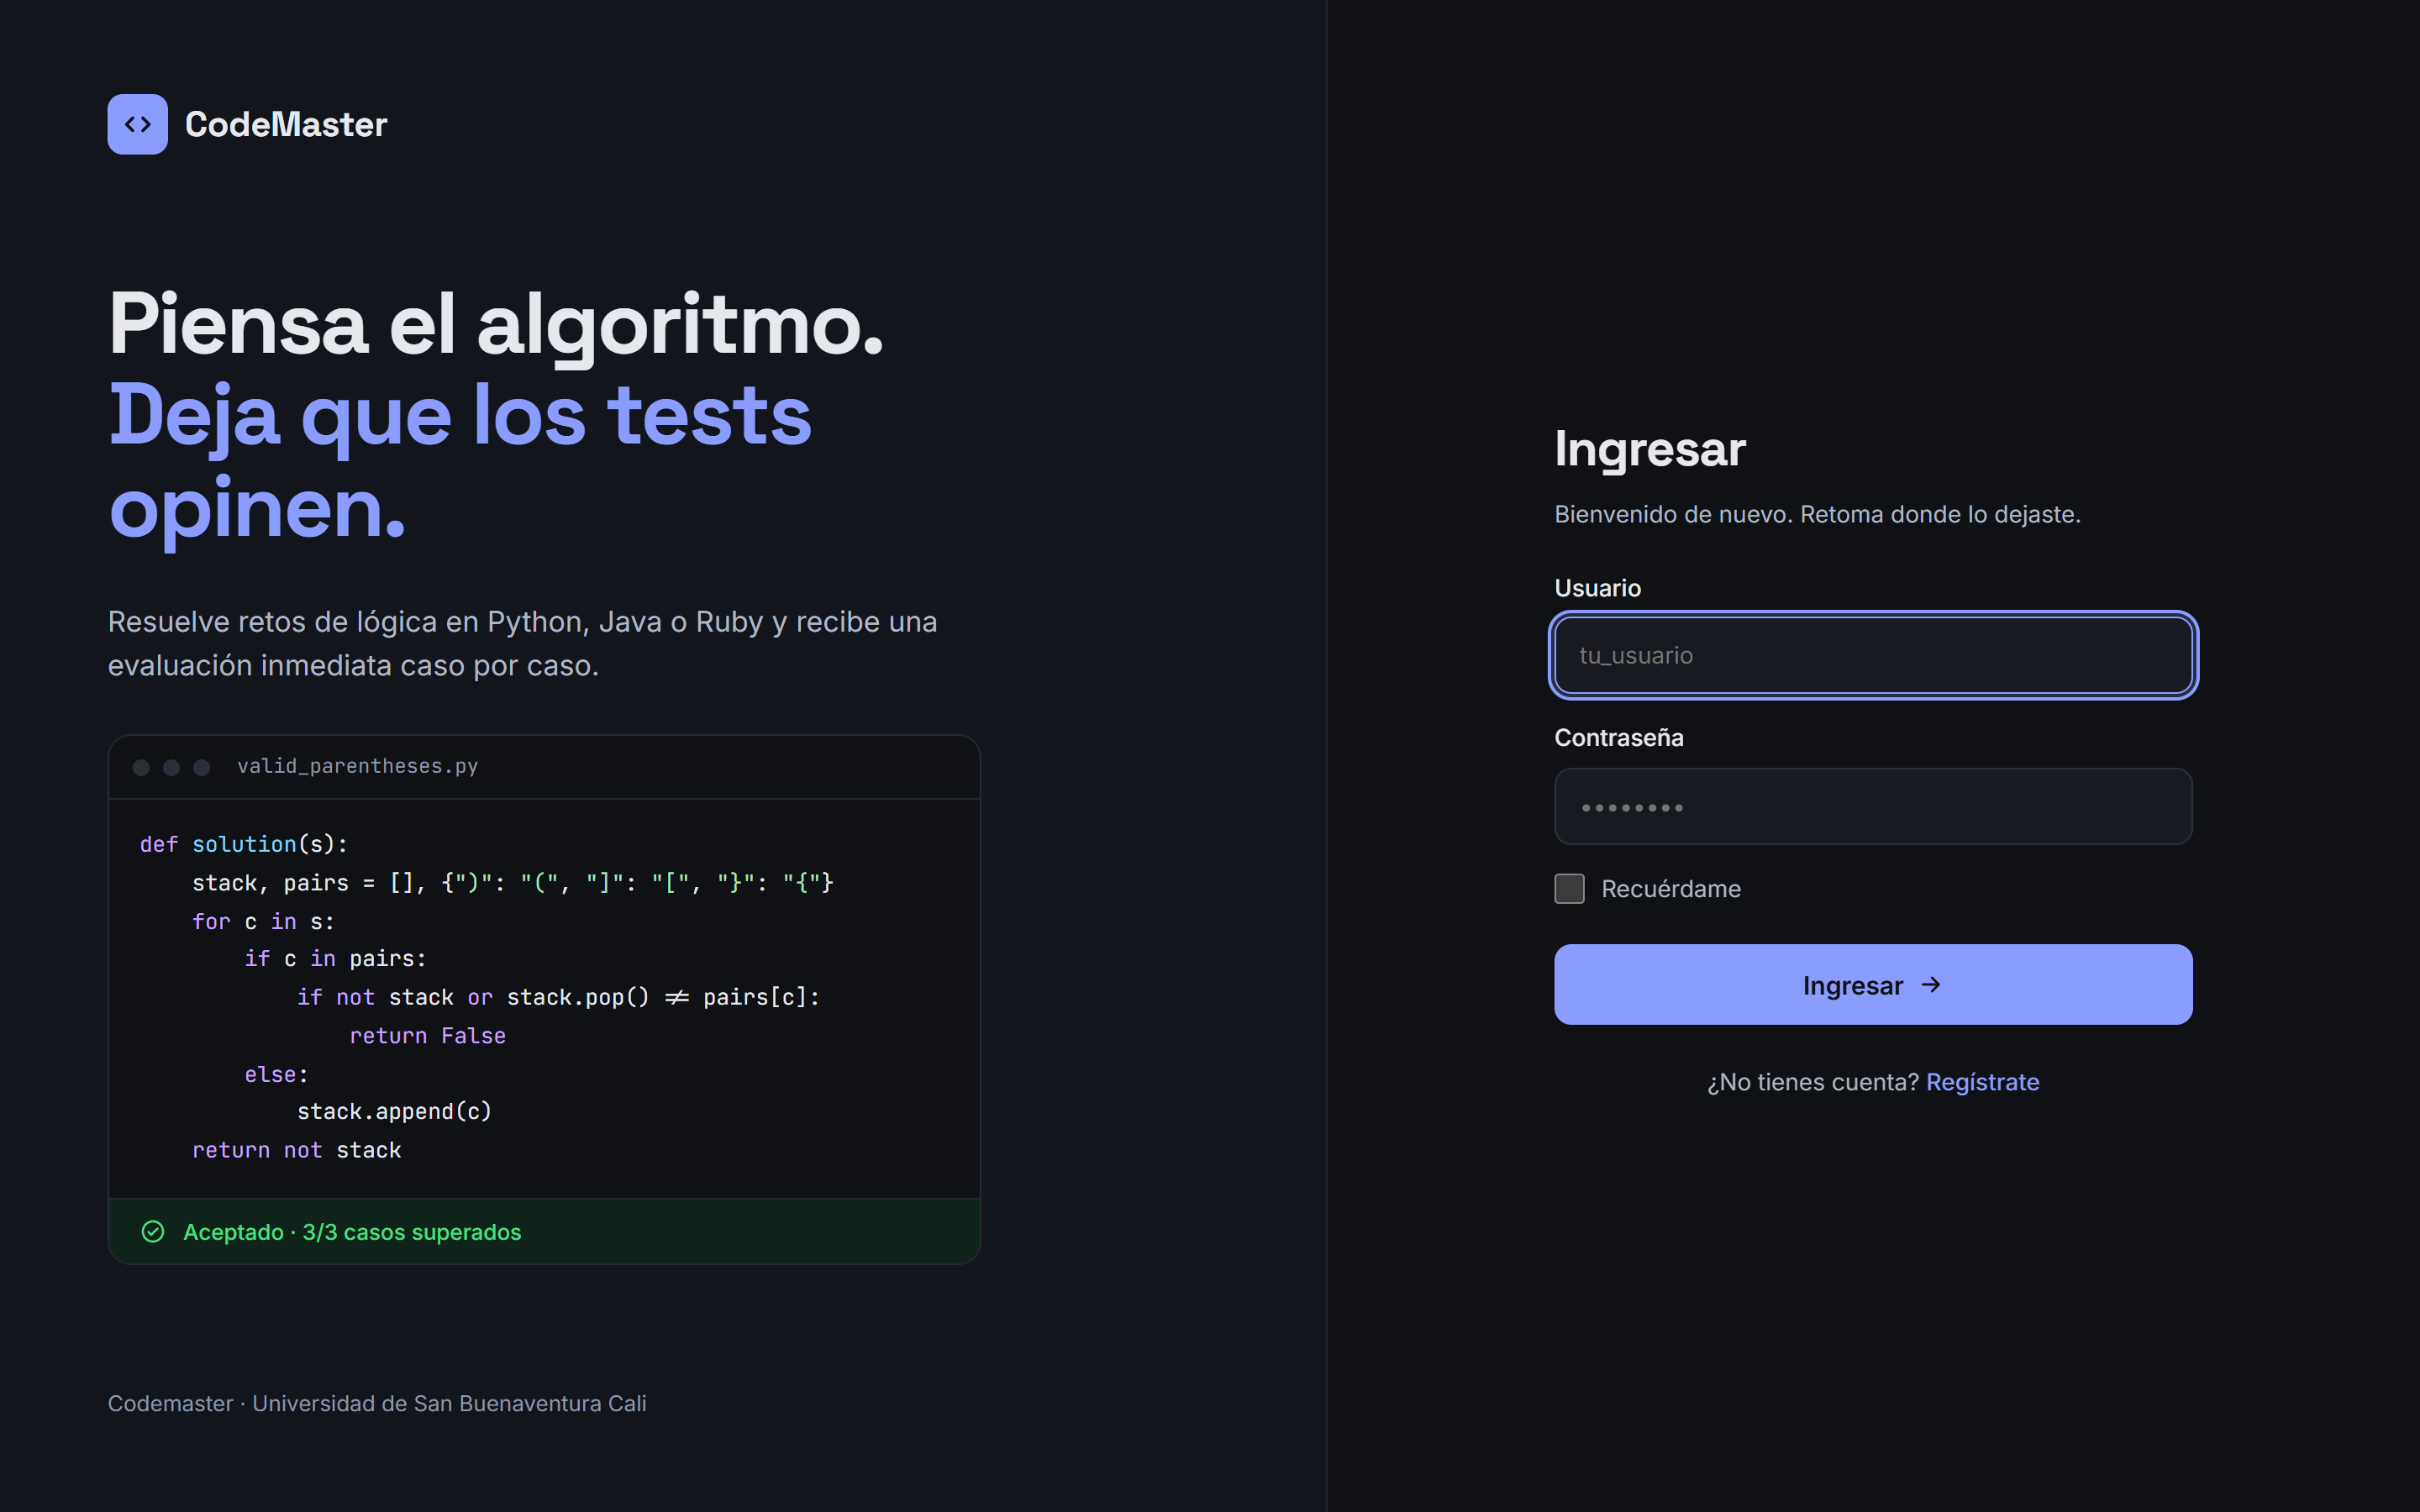 CodeMaster
Piensa el algoritmo.
Deja que los tests
opinen.
Resuelve retos de lógica en Python, Java o Ruby y recibe una
evaluación inmediata caso por caso.
valid_parentheses.py
def solution(s):
    stack, pairs = [], {")": "(", "]": "[", "}": "{"}
    for c in s:
        if c in pairs:
            if not stack or stack.pop() != pairs[c]:
                return False
        else:
            stack.append(c)
    return not stack
Aceptado · 3/3 casos superados
Codemaster · Universidad de San Buenaventura Cali
Ingresar
Bienvenido de nuevo. Retoma donde lo dejaste.
Usuario
tu_usuario
Contraseña
••••••••
Recuérdame
Ingresar →
¿No tienes cuenta? Regístrate